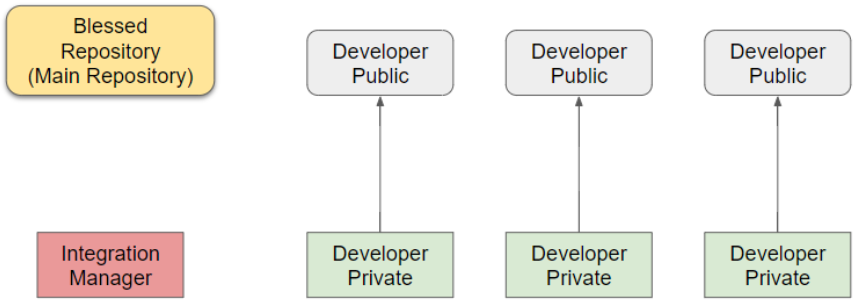 Blessed
Repository
(Main Repository)
Developer
Public
Developer
Public
Developer
Public
Integration
Manager
Developer
Private
Developer
Private
Developer
Private